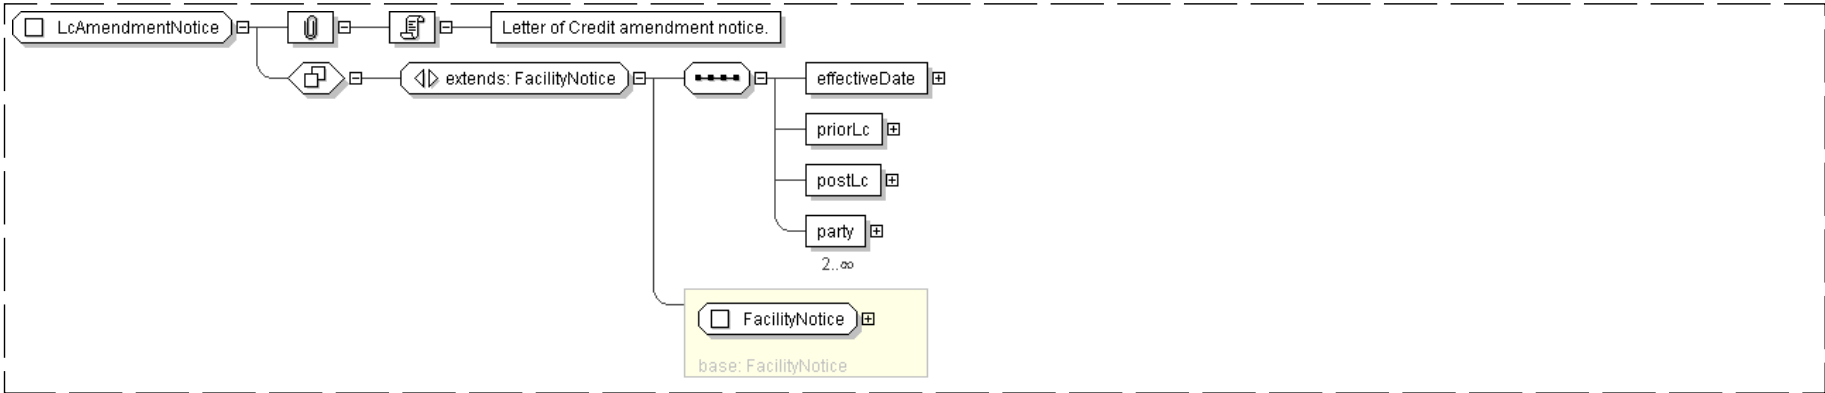 LcAmendmentNotice
Letter of Credit amendment notice.
extends: FacilityNotice
effectiveDate
priorLc
postLc
party
2..∞
FacilityNotice
base: FacilityNotice